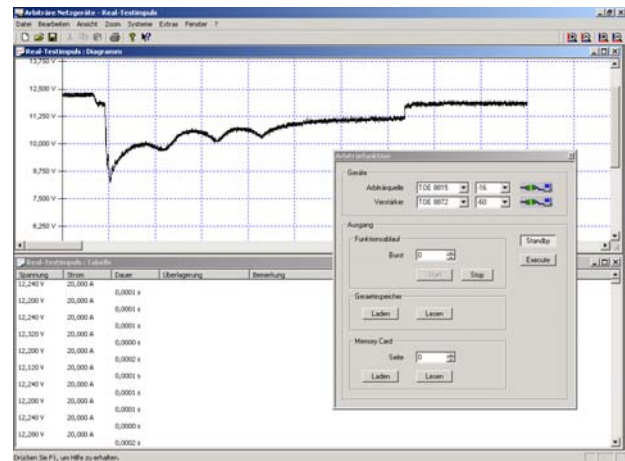 Arbiträre Netzgeräte - Real-Testimpuls
Datei Bearbeiten Ansicht Zoom Systeme Extras Fenster ?
Real-Testimpuls : Diagramm
13,750 V
12,500 V
11,250 V
10,000 V
8,750 V
7,500 V
6,250 V
Arbiträrfunktion
Geräte
Arbiträrquelle TOE 8815 -16
Verstärker TOE 8872 -60
Ausgang
Funktionsablauf
Burst 0
Start Stop
Standby
Execute
Geraetespeicher
Laden Lesen
Memory Card
Seite 0
Laden Lesen
Real-Testimpuls : Tabelle
Spannung Strom Dauer Überlagerung Bemerkung
12,240 V 20,000 A
0,0001 s
12,200 V 20,000 A
0,0001 s
12,240 V 20,000 A
0,0001 s
12,320 V 20,000 A
0,0000 s
12,200 V 20,000 A
0,0002 s
12,120 V 20,000 A
0,0001 s
12,240 V 20,000 A
0,0001 s
12,200 V 20,000 A
0,0001 s
12,240 V 20,000 A
0,0000 s
12,280 V 20,000 A
0,0002 s
Drücken Sie F1, um Hilfe zu erhalten.